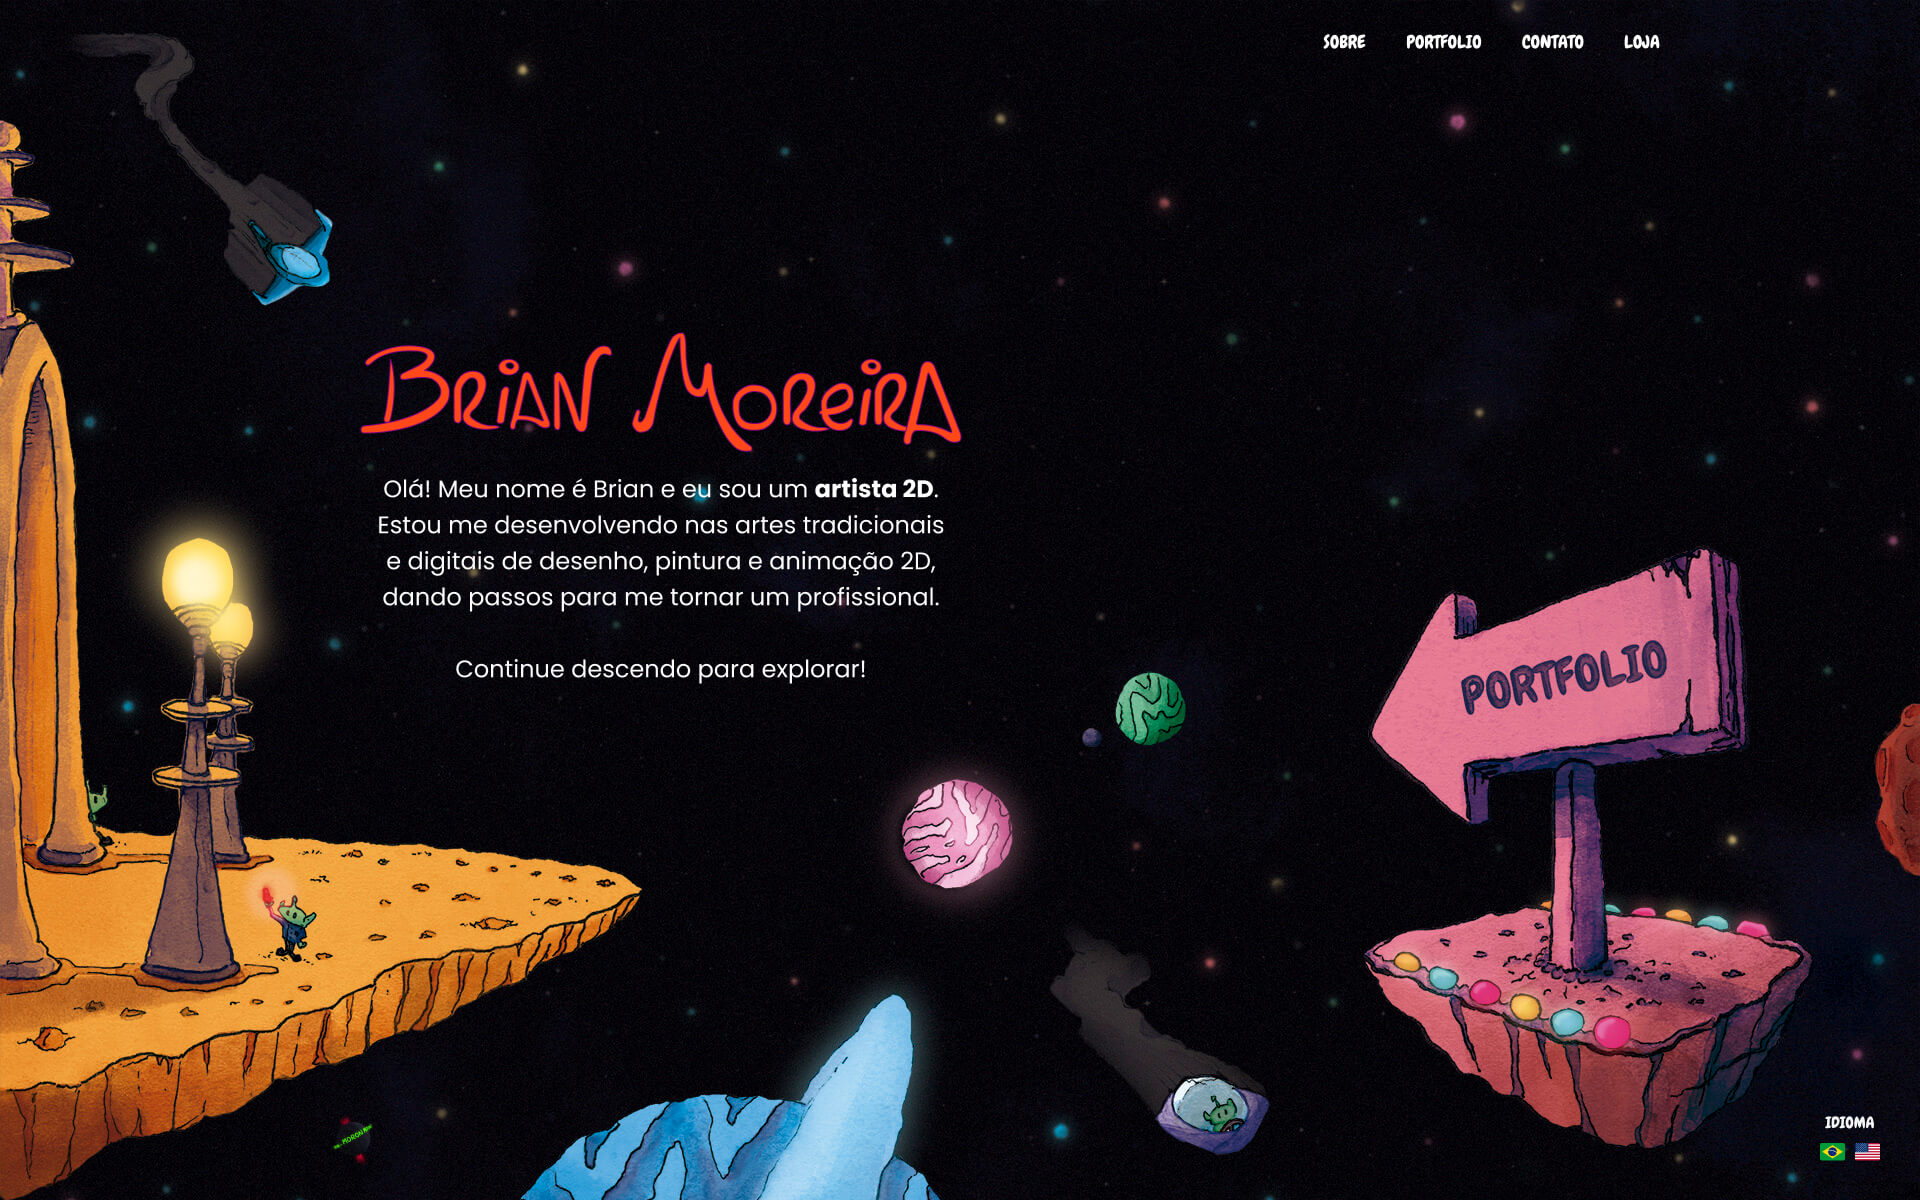 SOBRE PORTFOLIO CONTATO LOJA
BRiAN MOReiRA
Olá! Meu nome é Brian e eu sou um artista 2D.
Estou me desenvolvendo nas artes tradicionais
e digitais de desenho, pintura e animação 2D,
dando passos para me tornar um profissional.
Continue descendo para explorar!
PORTFOLIO
IDIOMA